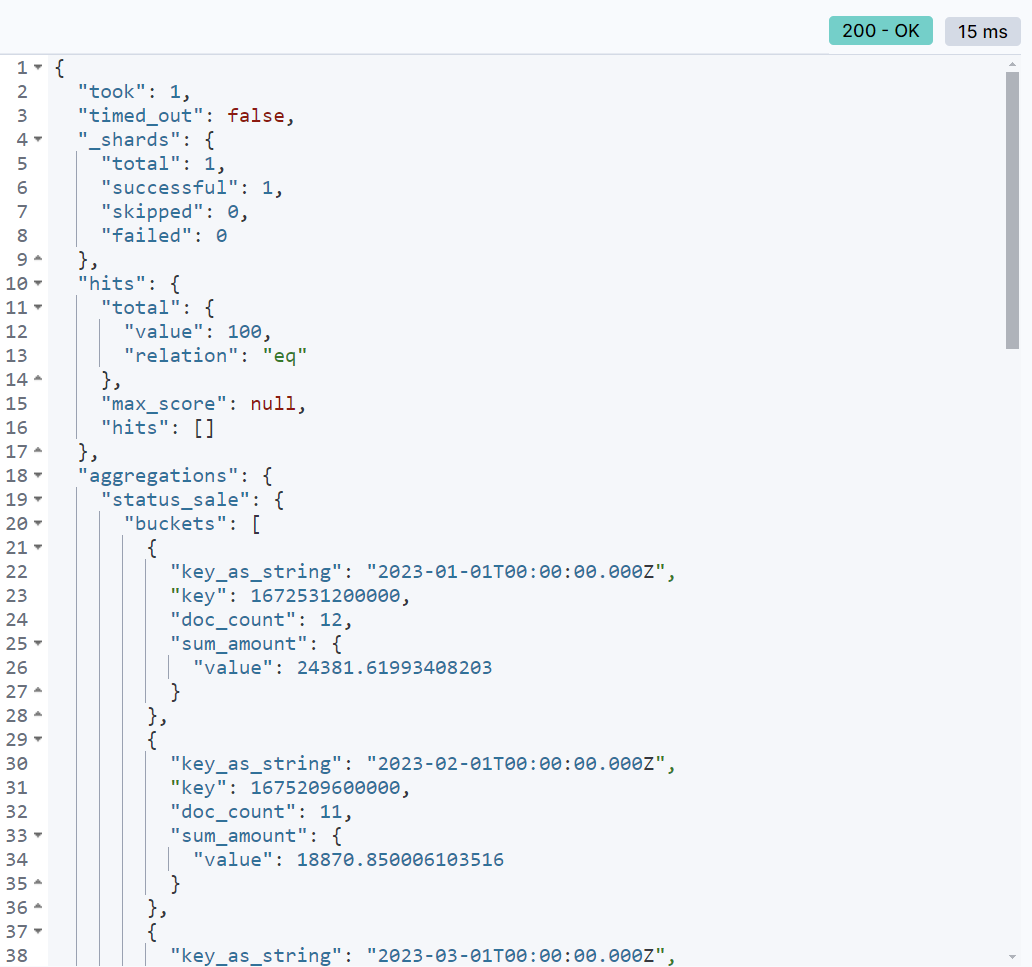 200 - OK 15 ms
1 {
2 "took": 1,
3 "timed_out": false,
4 "_shards": {
5 "total": 1,
6 "successful": 1,
7 "skipped": 0,
8 "failed": 0
9 },
10 "hits": {
11 "total": {
12 "value": 100,
13 "relation": "eq"
14 },
15 "max_score": null,
16 "hits": []
17 },
18 "aggregations": {
19 "status_sale": {
20 "buckets": [
21 {
22 "key_as_string": "2023-01-01T00:00:00.000Z",
23 "key": 1672531200000,
24 "doc_count": 12,
25 "sum_amount": {
26 "value": 24381.61993408203
27 }
28 },
29 {
30 "key_as_string": "2023-02-01T00:00:00.000Z",
31 "key": 1675209600000,
32 "doc_count": 11,
33 "sum_amount": {
34 "value": 18870.850006103516
35 }
36 },
37 {
38 "key_as_string": "2023-03-01T00:00:00.000Z",